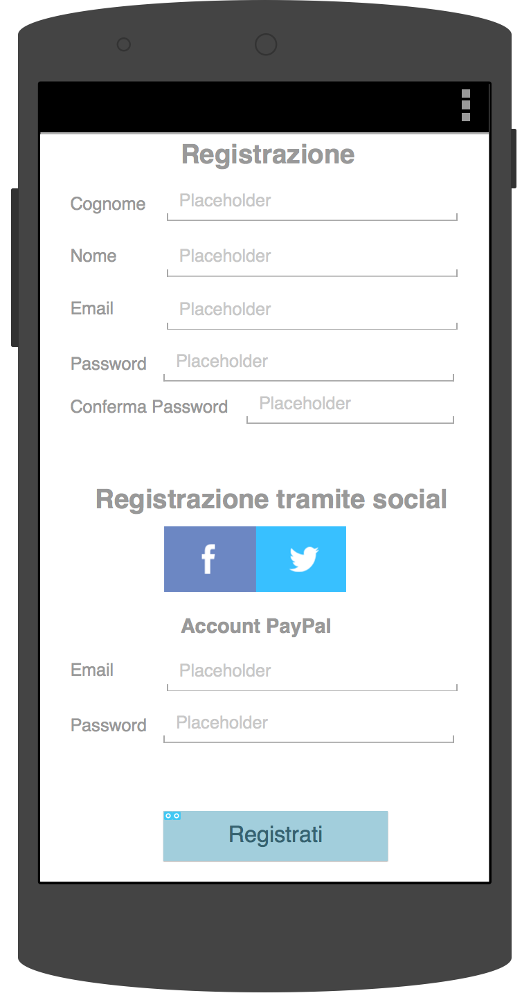 Registrazione
Cognome Placeholder
Nome Placeholder
Email Placeholder
Password Placeholder
Conferma Password Placeholder
Registrazione tramite social
f
Account PayPal
Email Placeholder
Password Placeholder
Registrati